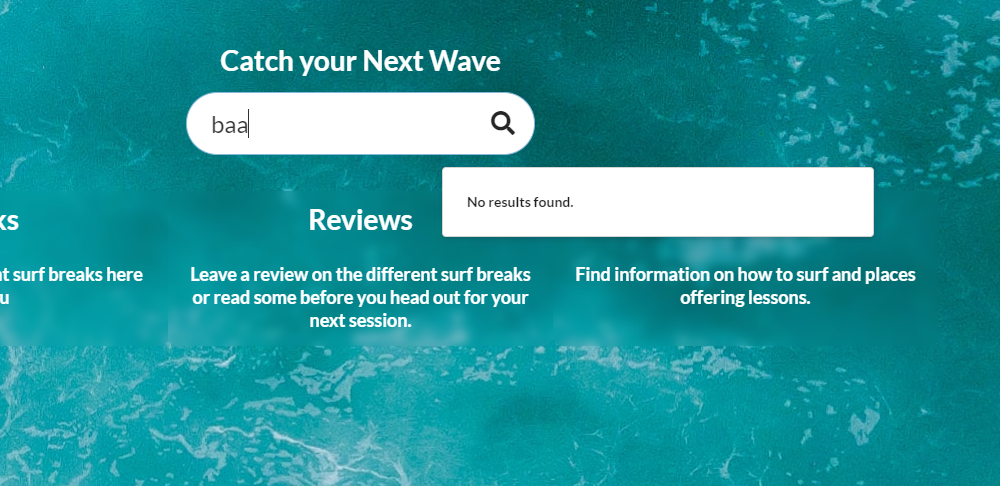 Catch your Next Wave
baa
No results found.
ks
Reviews
t surf breaks here
u
Leave a review on the different surf breaks
or read some before you head out for your
next session.
Find information on how to surf and places
offering lessons.